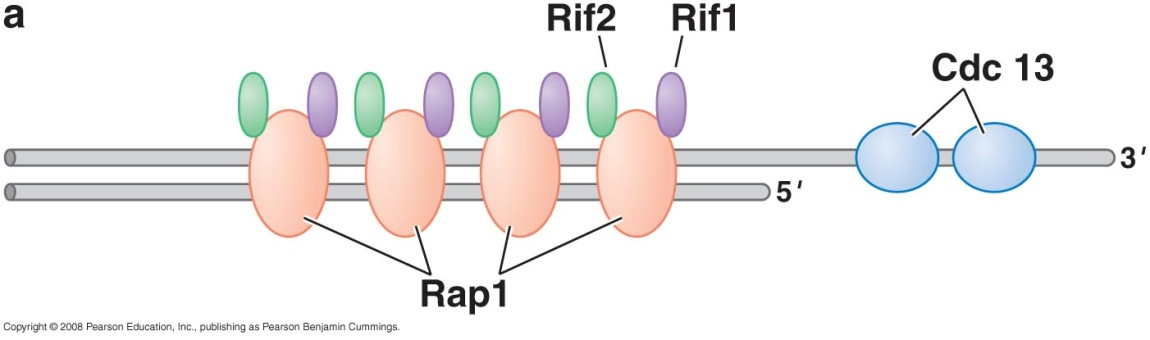 a
Rif2 Rif1
Cdc 13
3′
5′
Rap1
Copyright © 2008 Pearson Education, Inc., publishing as Pearson Benjamin Cummings.